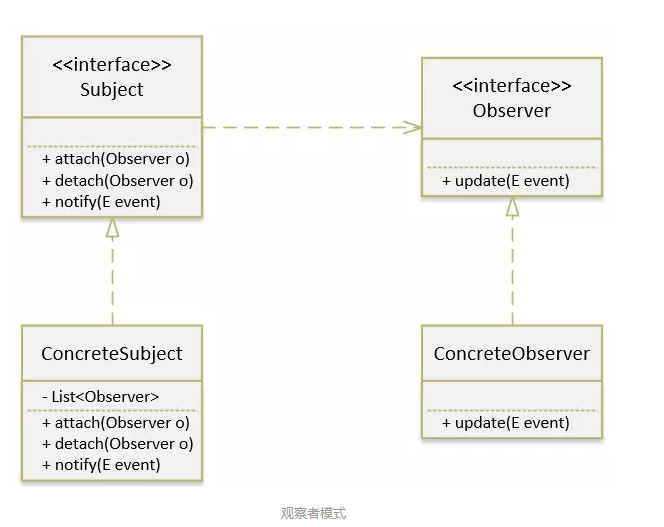 <<interface>>
Subject
+ attach(Observer o)
+ detach(Observer o)
+ notify(E event)
<<interface>>
Observer
+ update(E event)
ConcreteSubject
- List<Observer>
+ attach(Observer o)
+ detach(Observer o)
+ notify(E event)
ConcreteObserver
+ update(E event)
观察者模式